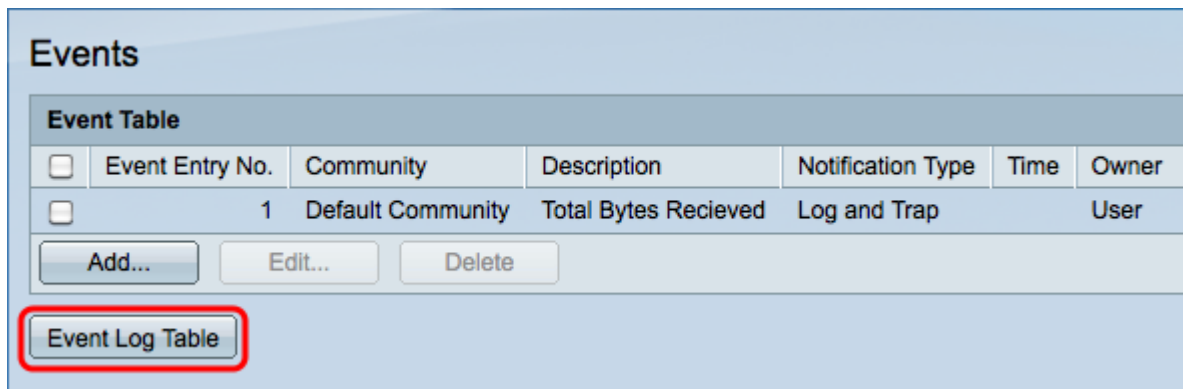 Events
Event Table
Event Entry No. Community Description Notification Type Time Owner
1 Default Community Total Bytes Recieved Log and Trap User
Add... Edit... Delete
Event Log Table